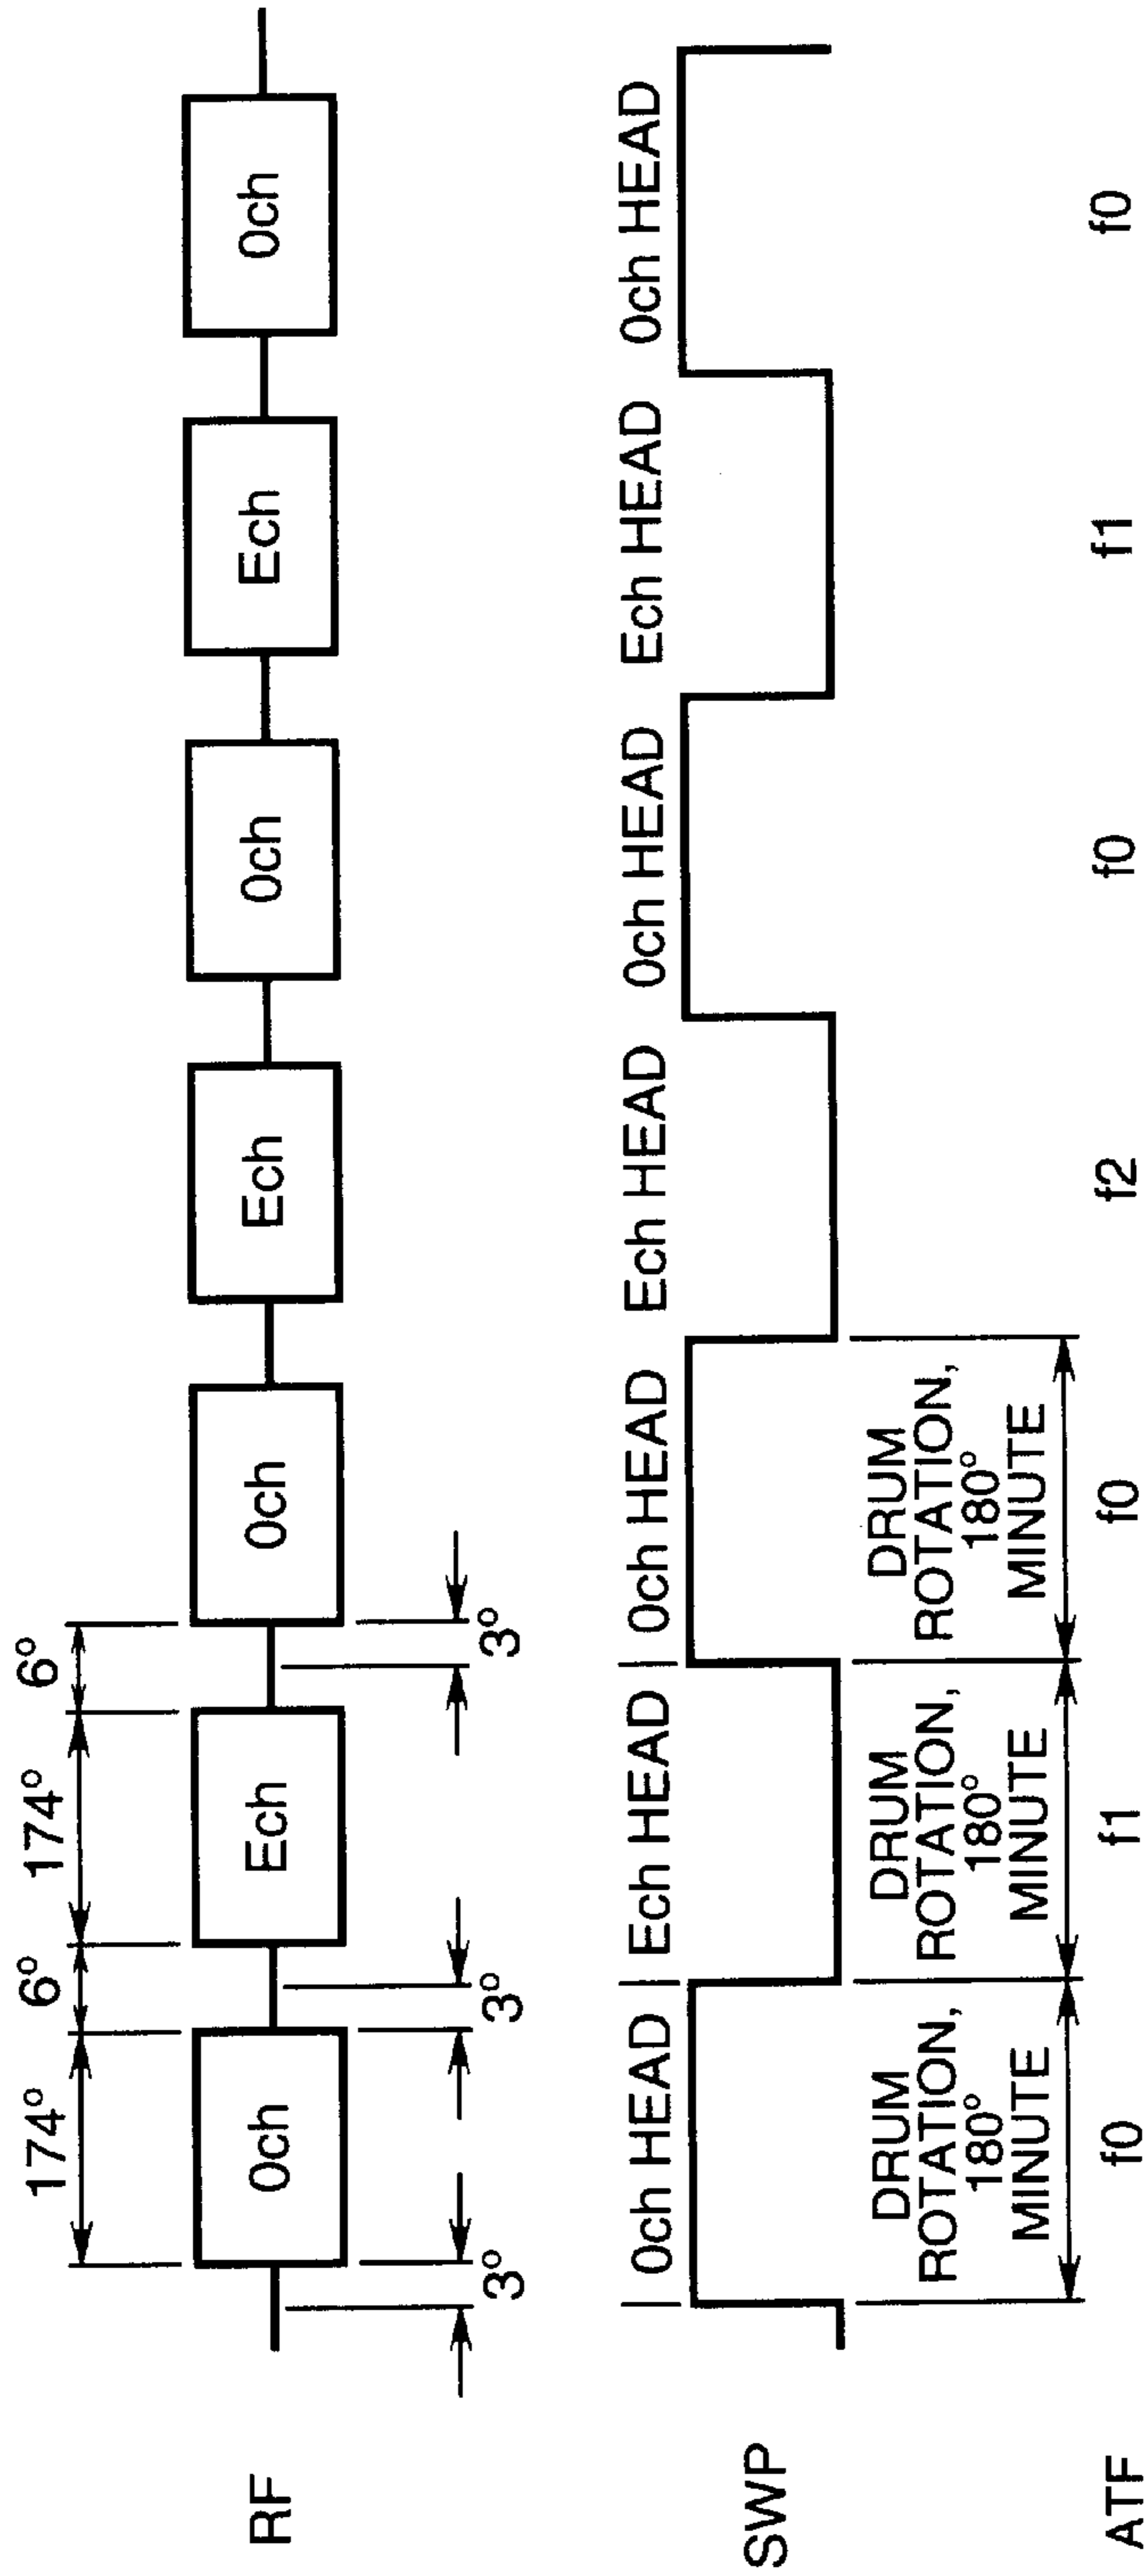 174° 6° 174° 6°
RF 0ch Ech 0ch Ech 0ch Ech 0ch
3° 3° 3°
0ch HEAD Ech HEAD 0ch HEAD Ech HEAD 0ch HEAD Ech HEAD 0ch HEAD
SWP
DRUM
ROTATION,
180°
MINUTE
DRUM
ROTATION,
180°
MINUTE
DRUM
ROTATION,
180°
MINUTE
ATF f0 f1 f0 f2 f0 f1 f0